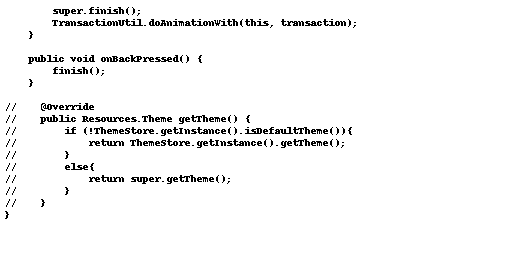 super.finish();
        TransactionUtil.doAnimationWith(this, transaction);
    }
    public void onBackPressed() {
        finish();
    }
//    @Override
//    public Resources.Theme getTheme() {
//        if (!ThemeStore.getInstance().isDefaultTheme()){
//            return ThemeStore.getInstance().getTheme();
//        }
//        else{
//            return super.getTheme();
//        }
//    }
}